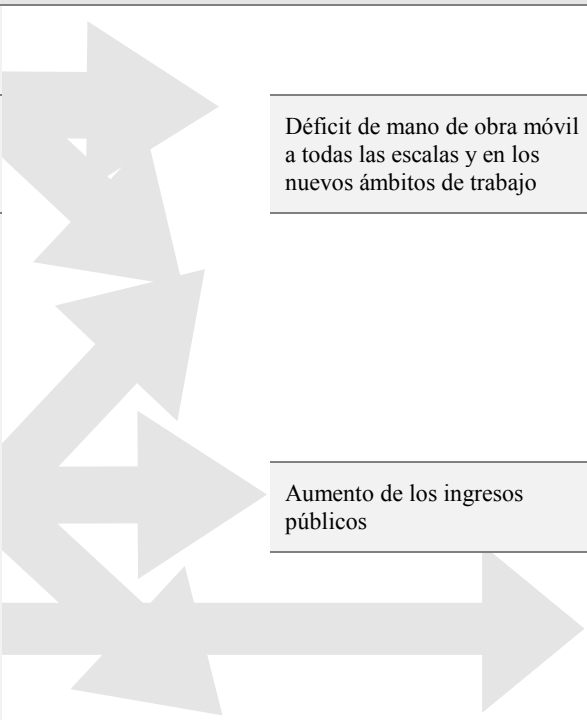 Déficit de mano de obra móvil
a todas las escalas y en los
nuevos ámbitos de trabajo
Aumento de los ingresos
públicos